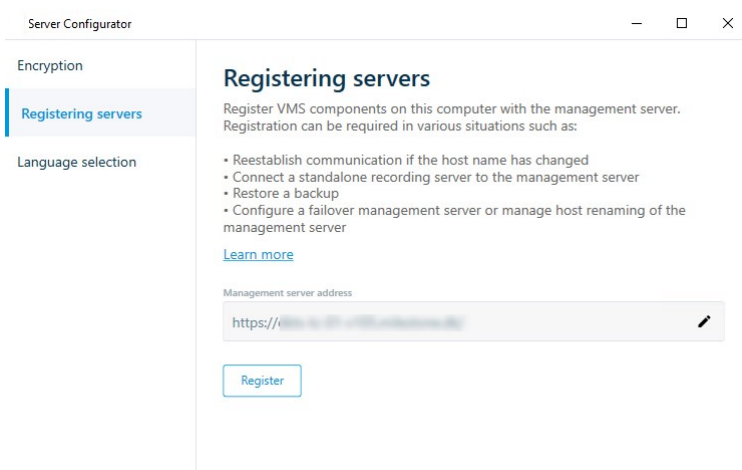 Server Configurator
Encryption
Registering servers
Language selection
Registering servers
Register VMS components on this computer with the management server.
Registration can be required in various situations such as:
• Reestablish communication if the host name has changed
• Connect a standalone recording server to the management server
• Restore a backup
• Configure a failover management server or manage host renaming of the
management server
Learn more
Management server address
https://
Register